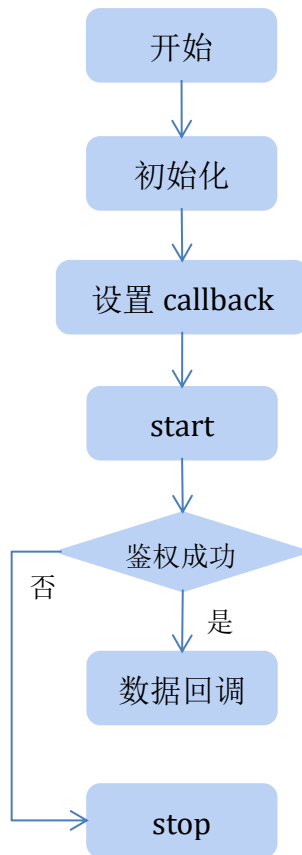 开始
初始化
设置 callback
start
鉴权成功
否
是
数据回调
stop